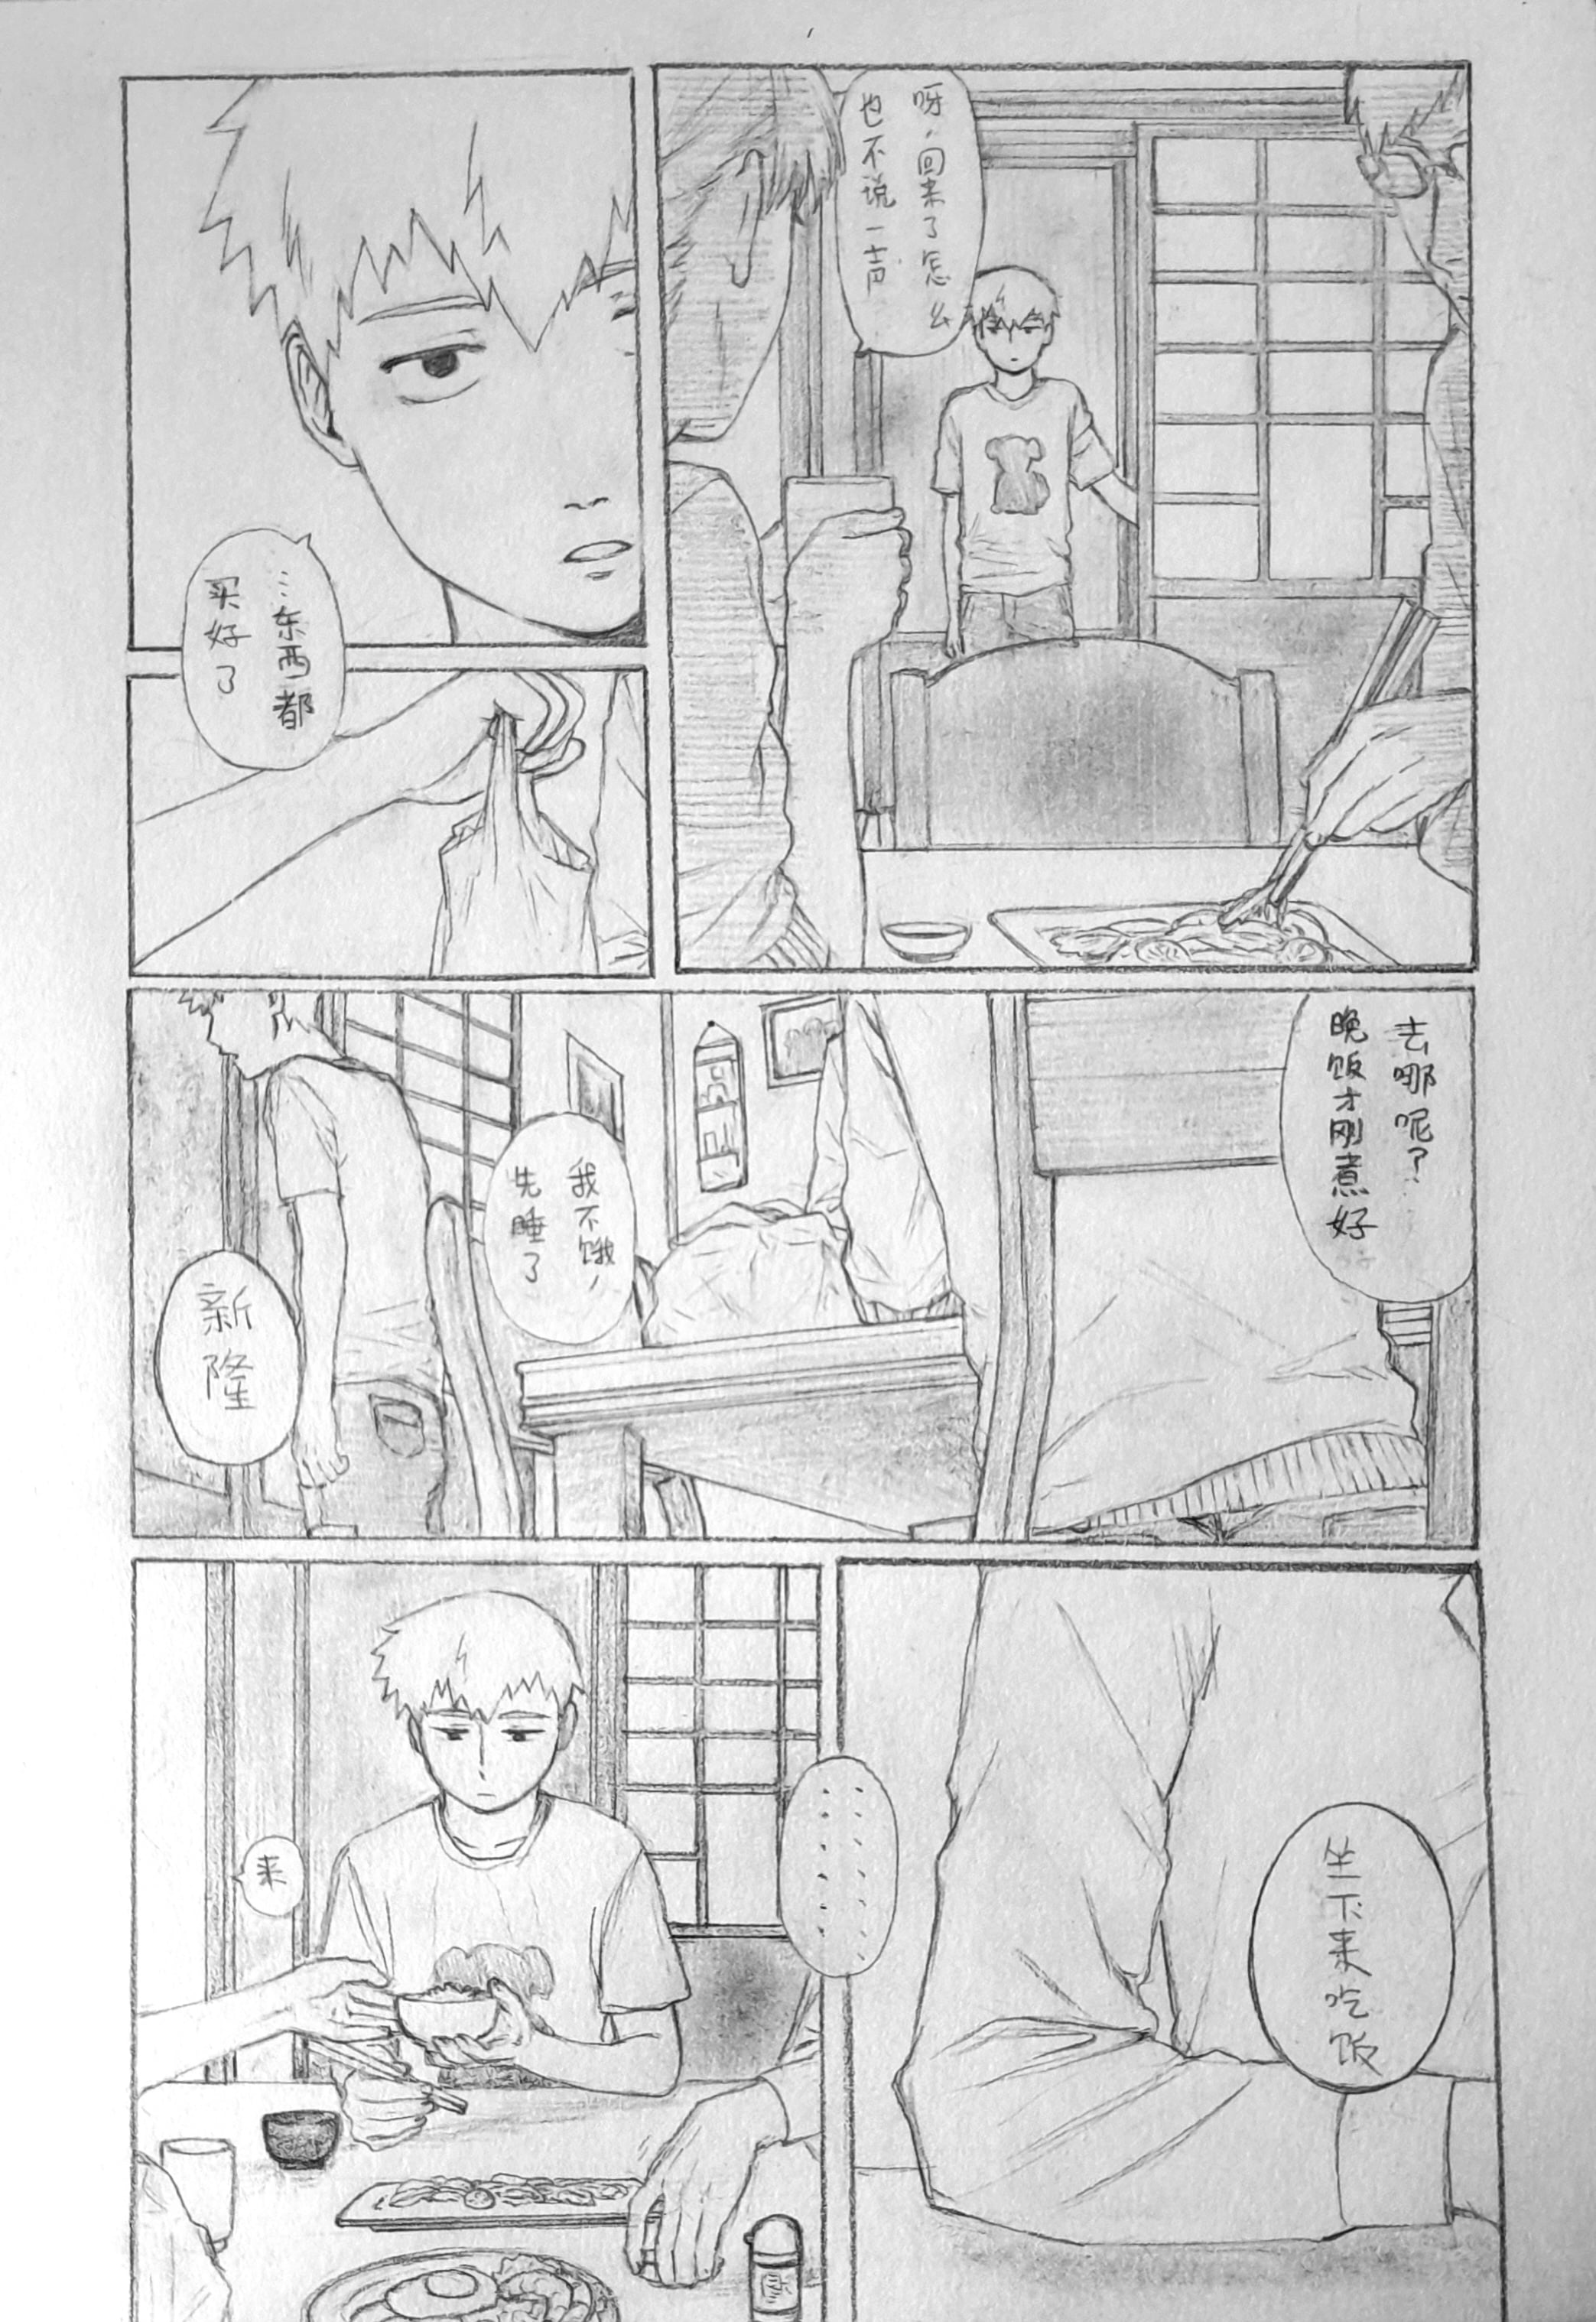 呀，回来了怎么
也不说一声
…东西都
买好了
去哪呢？
晚饭才刚煮好
我不饿，
先睡了
新隆
坐下来吃饭
…………
…………
来